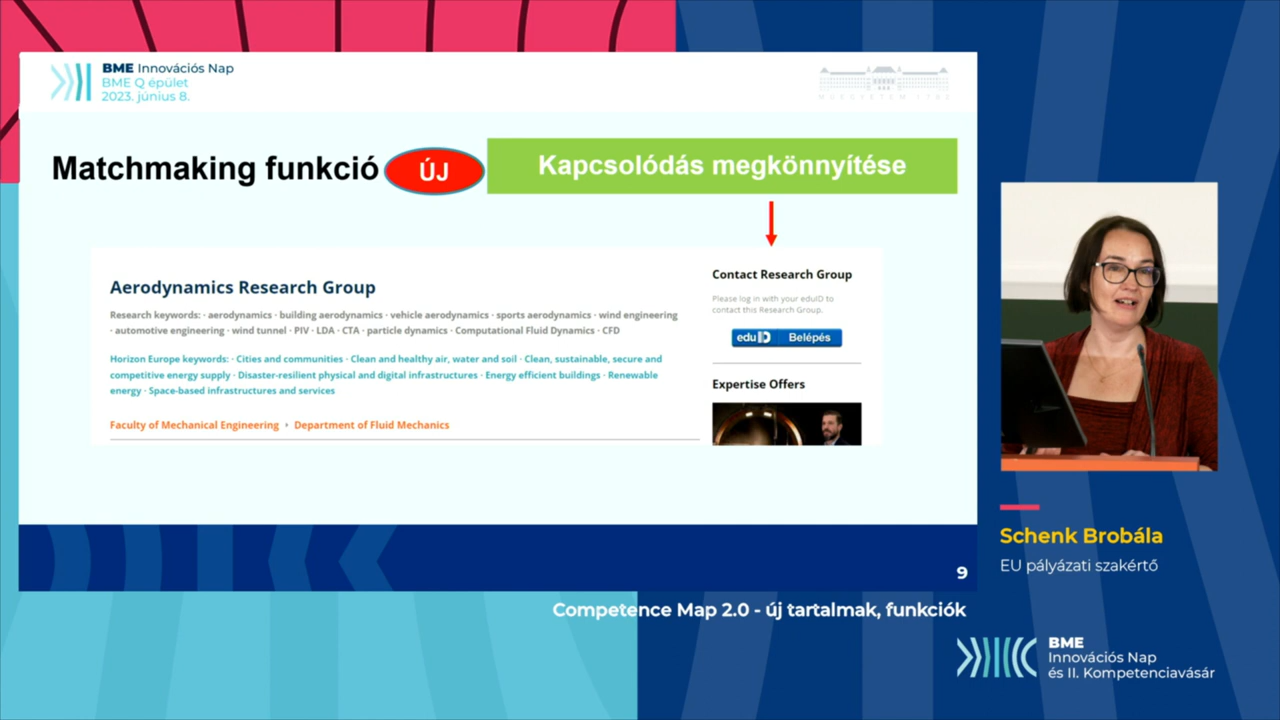 BME Innovációs Nap
BME Q épület
2023. június 8.
MŰEGYETEM 1782
Matchmaking funkció
ÚJ
Kapcsolódás megkönnyítése
Aerodynamics Research Group
Research keywords: · aerodynamics · building aerodynamics · vehicle aerodynamics · sports aerodynamics · wind engineering
· automotive engineering · wind tunnel · PIV · LDA · CTA · particle dynamics · Computational Fluid Dynamics · CFD
Horizon Europe keywords: · Cities and communities · Clean and healthy air, water and soil · Clean, sustainable, secure and
competitive energy supply · Disaster-resilient physical and digital infrastructures · Energy efficient buildings · Renewable
energy · Space-based infrastructures and services
Faculty of Mechanical Engineering › Department of Fluid Mechanics
Contact Research Group
Please log in with your eduID to
contact this Research Group.
eduID Belépés
Expertise Offers
9
Schenk Brobála
EU pályázati szakértő
Competence Map 2.0 - új tartalmak, funkciók
BME
Innovációs Nap
és II. Kompetenciavásár